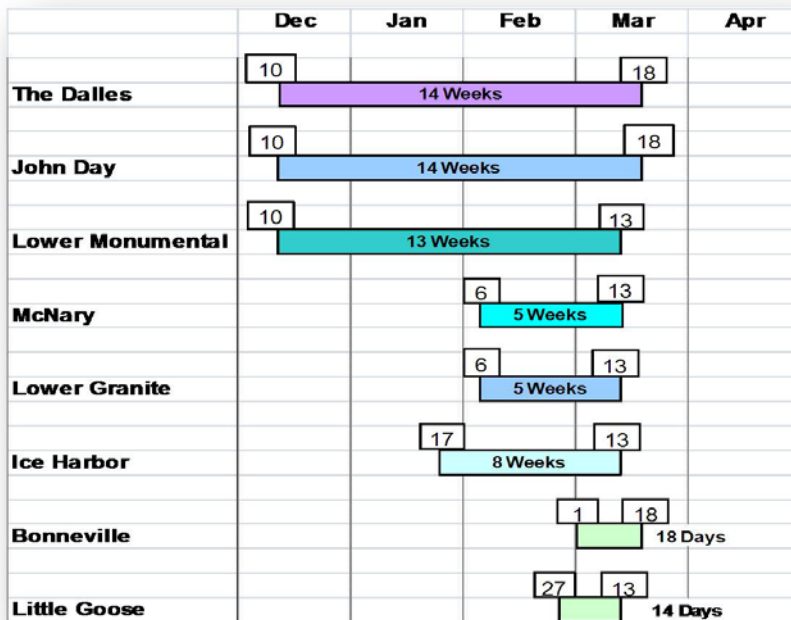 Dec Jan Feb Mar Apr
10 18
The Dalles 14 Weeks
10 18
John Day 14 Weeks
10 13
Lower Monumental 13 Weeks
6 13
McNary 5 Weeks
6 13
Lower Granite 5 Weeks
17 13
Ice Harbor 8 Weeks
1 18
Bonneville 18 Days
27 13
Little Goose 14 Days